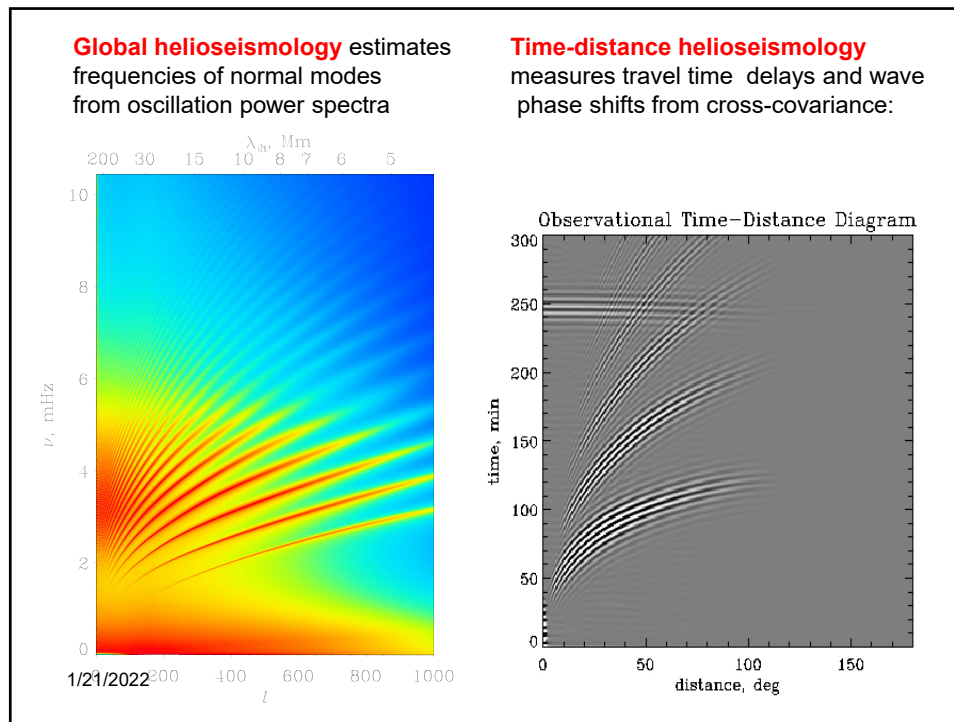 Global helioseismology estimates
frequencies of normal modes
from oscillation power spectra
Time-distance helioseismology
measures travel time delays and wave
phase shifts from cross-covariance:
λ_th, Mm
200 30 15 10 8 7 6 5
ν, mHz
10
8
6
4
2
0
0 200 400 600 800 1000
l
1/21/2022
Observational Time-Distance Diagram
time, min
300
250
200
150
100
50
0
0 50 100 150
distance, deg